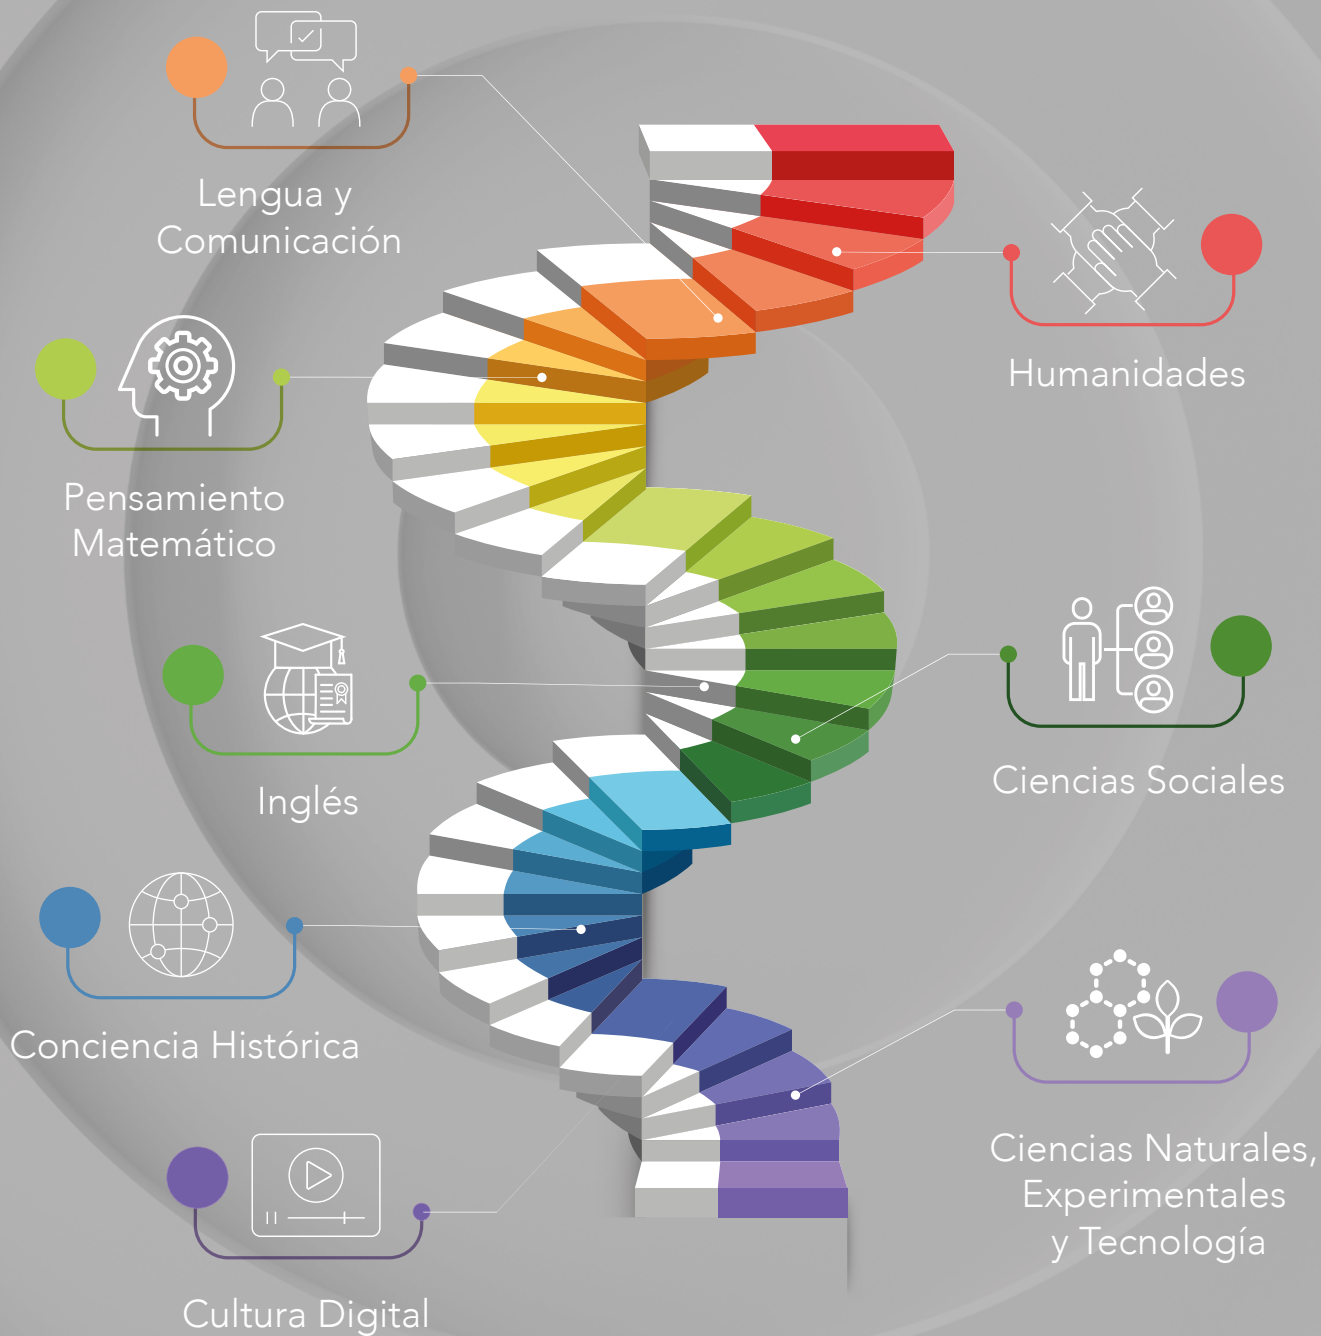 Lengua y
Comunicación
Humanidades
Pensamiento
Matemático
Inglés
Ciencias Sociales
Conciencia Histórica
Ciencias Naturales,
Experimentales
y Tecnología
Cultura Digital